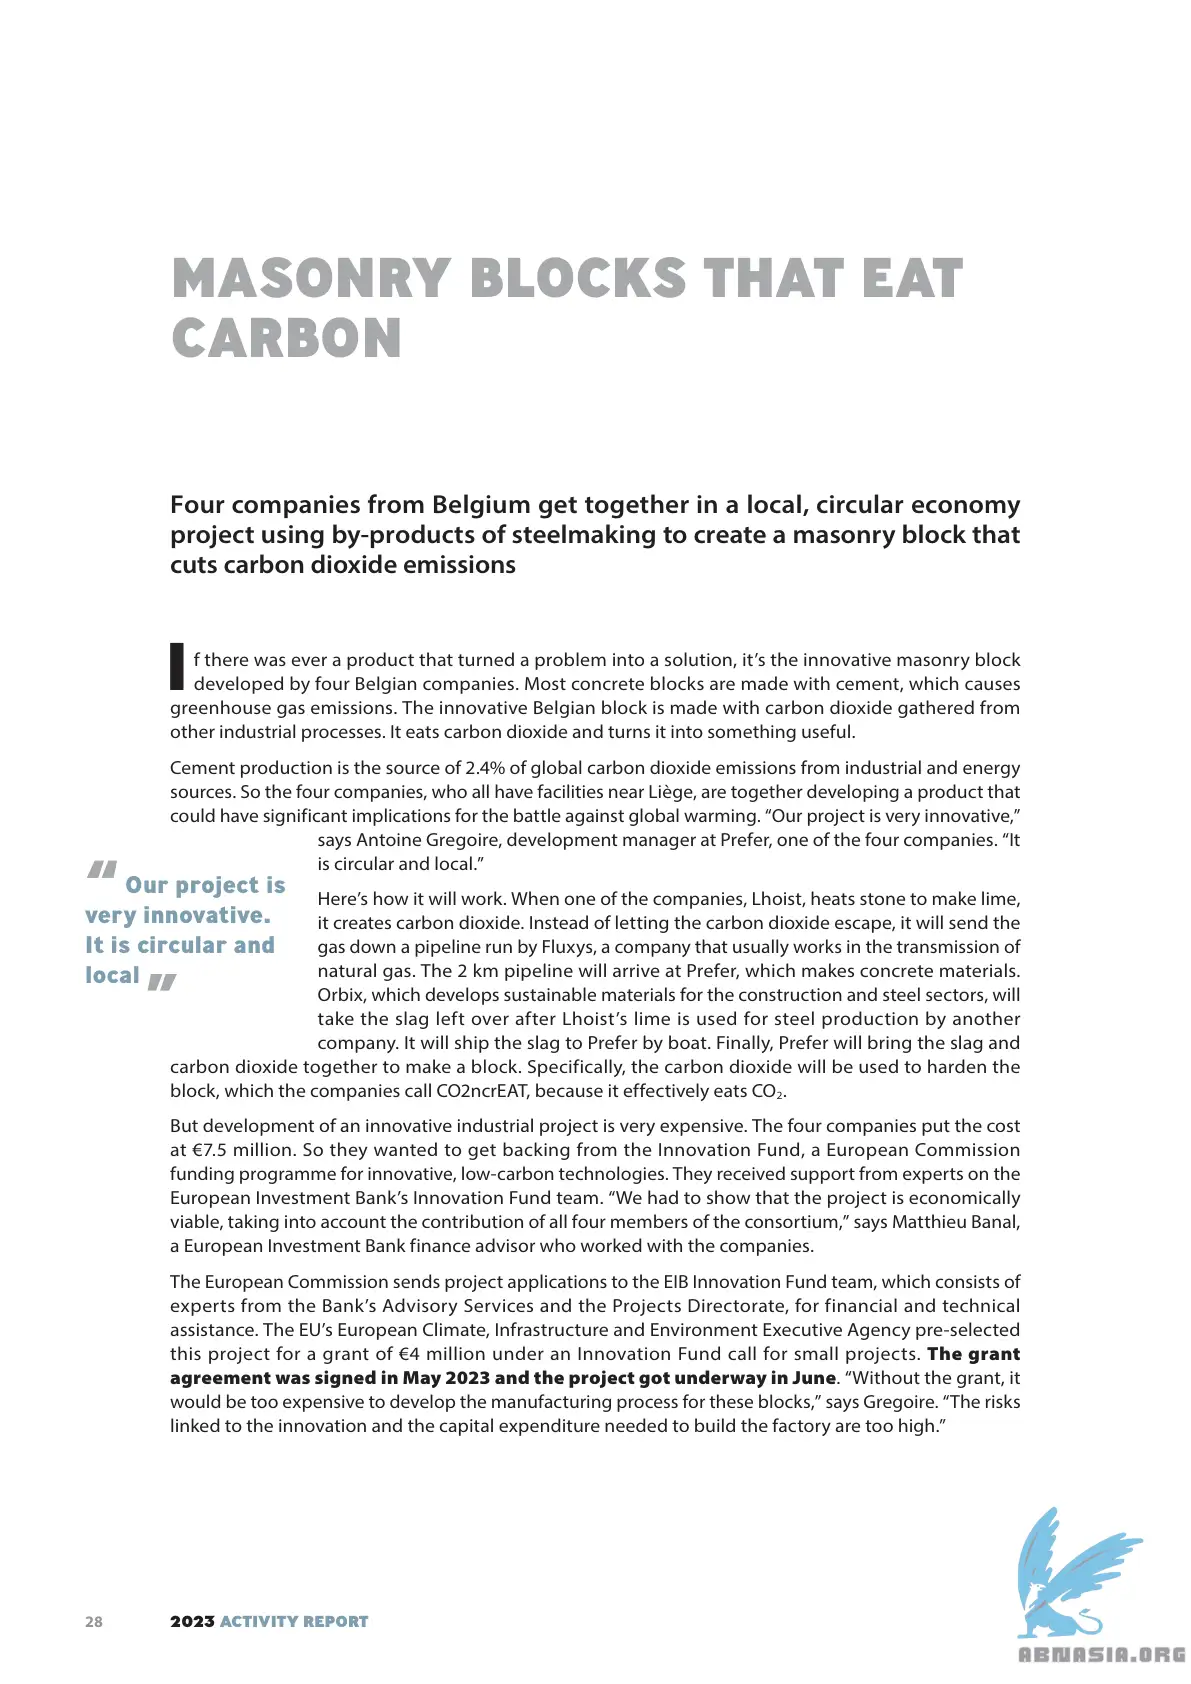 MASONRY BLOCKS THAT EAT
CARBON
Four companies from Belgium get together in a local, circular economy
project using by-products of steelmaking to create a masonry block that
cuts carbon dioxide emissions
If there was ever a product that turned a problem into a solution, it’s the innovative masonry block
developed by four Belgian companies. Most concrete blocks are made with cement, which causes
greenhouse gas emissions. The innovative Belgian block is made with carbon dioxide gathered from
other industrial processes. It eats carbon dioxide and turns it into something useful.
Cement production is the source of 2.4% of global carbon dioxide emissions from industrial and energy
sources. So the four companies, who all have facilities near Liège, are together developing a product that
could have significant implications for the battle against global warming. “Our project is very innovative,”
says Antoine Gregoire, development manager at Prefer, one of the four companies. “It
is circular and local.”
“ Our project is
very innovative.
It is circular and
local ”
Here’s how it will work. When one of the companies, Lhoist, heats stone to make lime,
it creates carbon dioxide. Instead of letting the carbon dioxide escape, it will send the
gas down a pipeline run by Fluxys, a company that usually works in the transmission of
natural gas. The 2 km pipeline will arrive at Prefer, which makes concrete materials.
Orbix, which develops sustainable materials for the construction and steel sectors, will
take the slag left over after Lhoist’s lime is used for steel production by another
company. It will ship the slag to Prefer by boat. Finally, Prefer will bring the slag and
carbon dioxide together to make a block. Specifically, the carbon dioxide will be used to harden the
block, which the companies call CO2ncrEAT, because it effectively eats CO₂.
But development of an innovative industrial project is very expensive. The four companies put the cost
at €7.5 million. So they wanted to get backing from the Innovation Fund, a European Commission
funding programme for innovative, low-carbon technologies. They received support from experts on the
European Investment Bank’s Innovation Fund team. “We had to show that the project is economically
viable, taking into account the contribution of all four members of the consortium,” says Matthieu Banal,
a European Investment Bank finance advisor who worked with the companies.
The European Commission sends project applications to the EIB Innovation Fund team, which consists of
experts from the Bank’s Advisory Services and the Projects Directorate, for financial and technical
assistance. The EU’s European Climate, Infrastructure and Environment Executive Agency pre-selected
this project for a grant of €4 million under an Innovation Fund call for small projects. The grant
agreement was signed in May 2023 and the project got underway in June. “Without the grant, it
would be too expensive to develop the manufacturing process for these blocks,” says Gregoire. “The risks
linked to the innovation and the capital expenditure needed to build the factory are too high.”
28 2023 ACTIVITY REPORT
ABNASIA.ORG